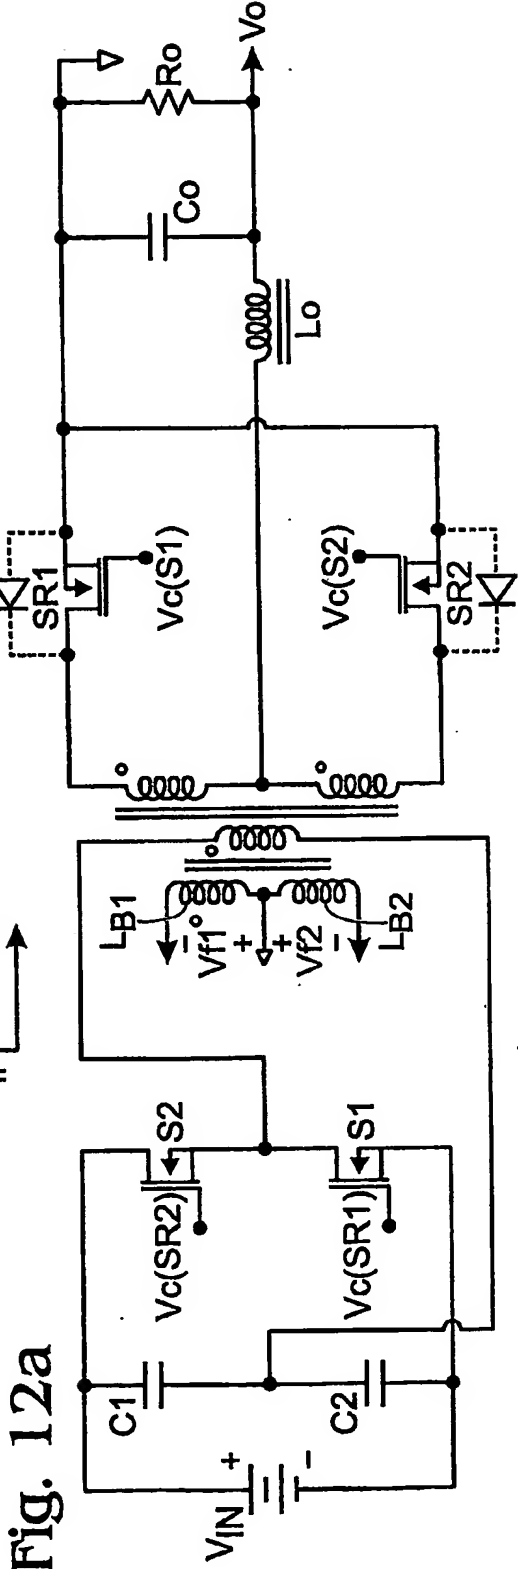 Fig. 12a
VIN
+
−
C1
C2
Vc(SR2)
S2
Vc(SR1)
S1
LB1
− Vf1 +
+ Vf2 −
LB2
SR1
Vc(S1)
Vc(S2)
SR2
Lo
Co
Ro
Vo